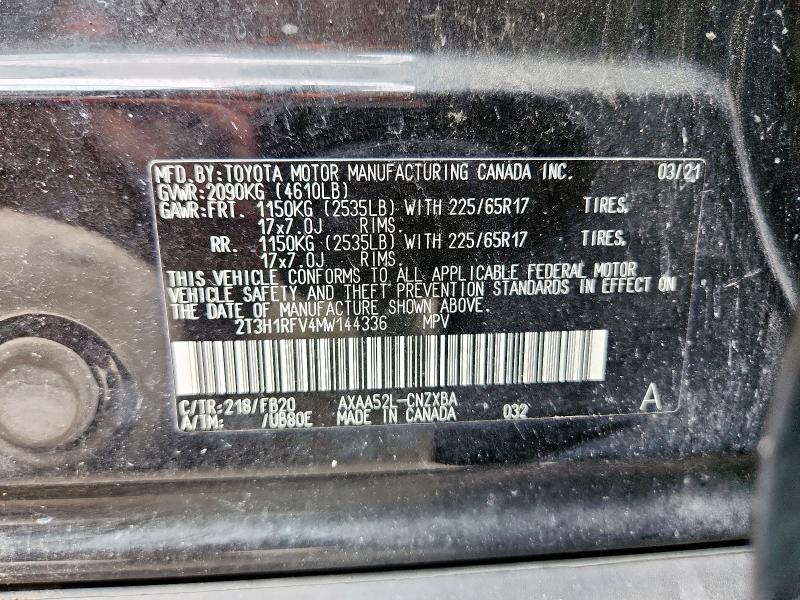 MFD.BY:TOYOTA MOTOR MANUFACTURING CANADA INC. 03/21
GVWR:2090KG (4610LB)
GAWR:FRT. 1150KG (2535LB) WITH 225/65R17 TIRES,
17x7.0J RIMS.
RR. 1150KG (2535LB) WITH 225/65R17 TIRES,
17x7.0J RIMS.
THIS VEHICLE CONFORMS TO ALL APPLICABLE FEDERAL MOTOR
VEHICLE SAFETY AND THEFT PREVENTION STANDARDS IN EFFECT ON
THE DATE OF MANUFACTURE SHOWN ABOVE.
2T3H1RFV4MW144336 MPV
C/TR:218/FB20 AXAA52L-CNZXBA
A/TM: /UB80E MADE IN CANADA 032 A